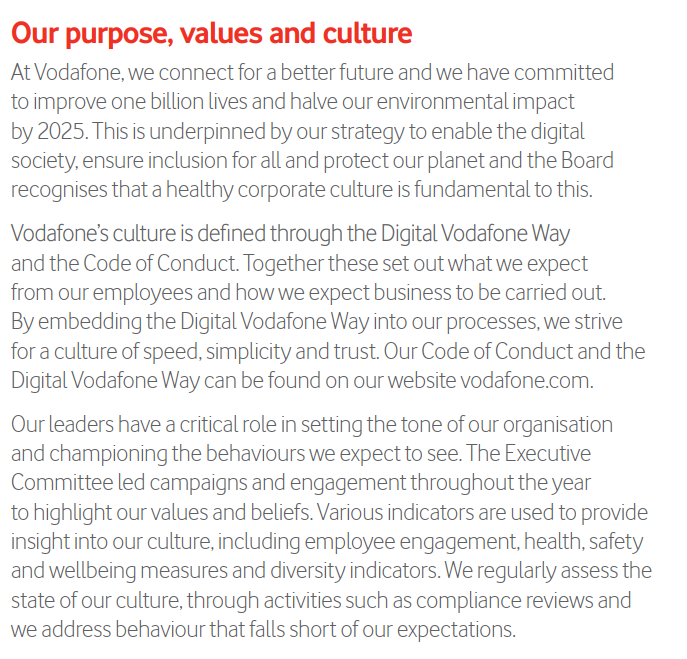 Our purpose, values and culture
At Vodafone, we connect for a better future and we have committed
to improve one billion lives and halve our environmental impact
by 2025. This is underpinned by our strategy to enable the digital
society, ensure inclusion for all and protect our planet and the Board
recognises that a healthy corporate culture is fundamental to this.
Vodafone’s culture is defined through the Digital Vodafone Way
and the Code of Conduct. Together these set out what we expect
from our employees and how we expect business to be carried out.
By embedding the Digital Vodafone Way into our processes, we strive
for a culture of speed, simplicity and trust. Our Code of Conduct and the
Digital Vodafone Way can be found on our website vodafone.com.
Our leaders have a critical role in setting the tone of our organisation
and championing the behaviours we expect to see. The Executive
Committee led campaigns and engagement throughout the year
to highlight our values and beliefs. Various indicators are used to provide
insight into our culture, including employee engagement, health, safety
and wellbeing measures and diversity indicators. We regularly assess the
state of our culture, through activities such as compliance reviews and
we address behaviour that falls short of our expectations.